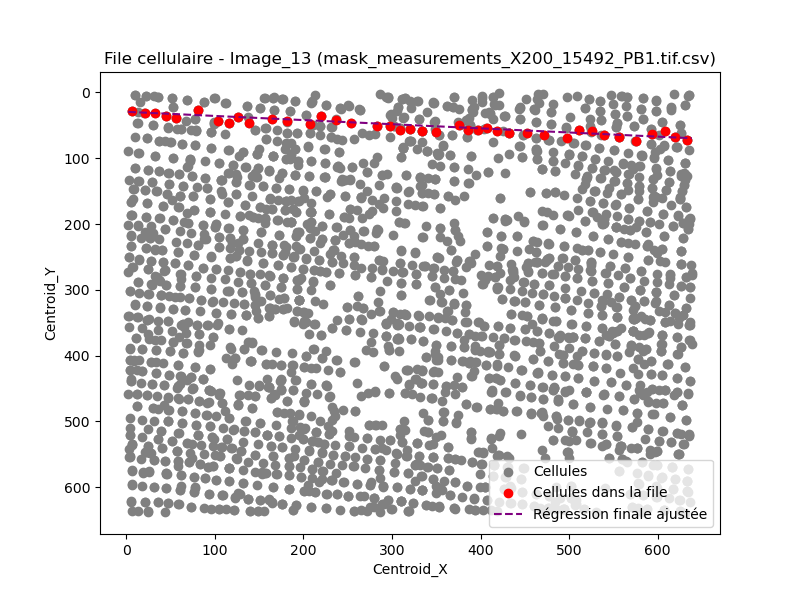 File cellulaire - Image_13 (mask_measurements_X200_15492_PB1.tif.csv)
0
100
200
300
400
500
600
Centroid_Y
Cellules
Cellules dans la file
Régression finale ajustée
0 100 200 300 400 500 600
Centroid_X